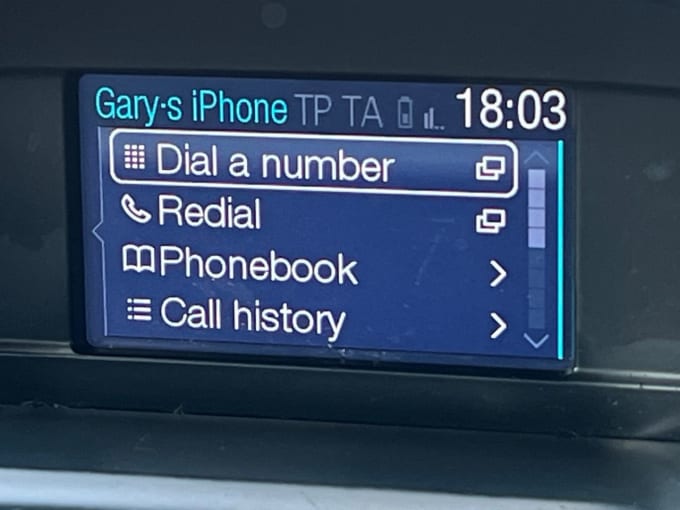 Gary·s iPhone TP TA 18:03
Dial a number
Redial
Phonebook
Call history